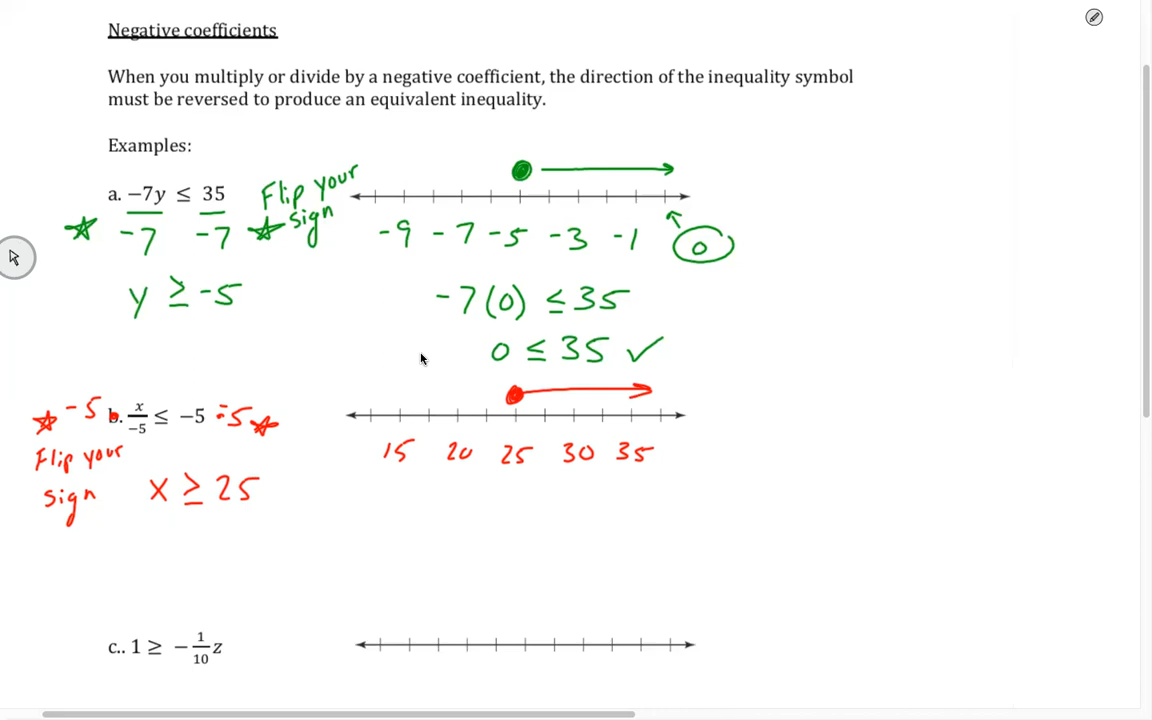 Negative coefficients
When you multiply or divide by a negative coefficient, the direction of the inequality symbol
must be reversed to produce an equivalent inequality.
Examples:
a. −7y ≤ 35
-7 -7
Flip your
sign
y ≥ -5
-9 -7 -5 -3 -1 0
-7(0) ≤ 35
0 ≤ 35 ✓
-5 · b. x/-5 ≤ −5 · -5
Flip your
sign
x ≥ 25
15 20 25 30 35
c.. 1 ≥ −1/10 z